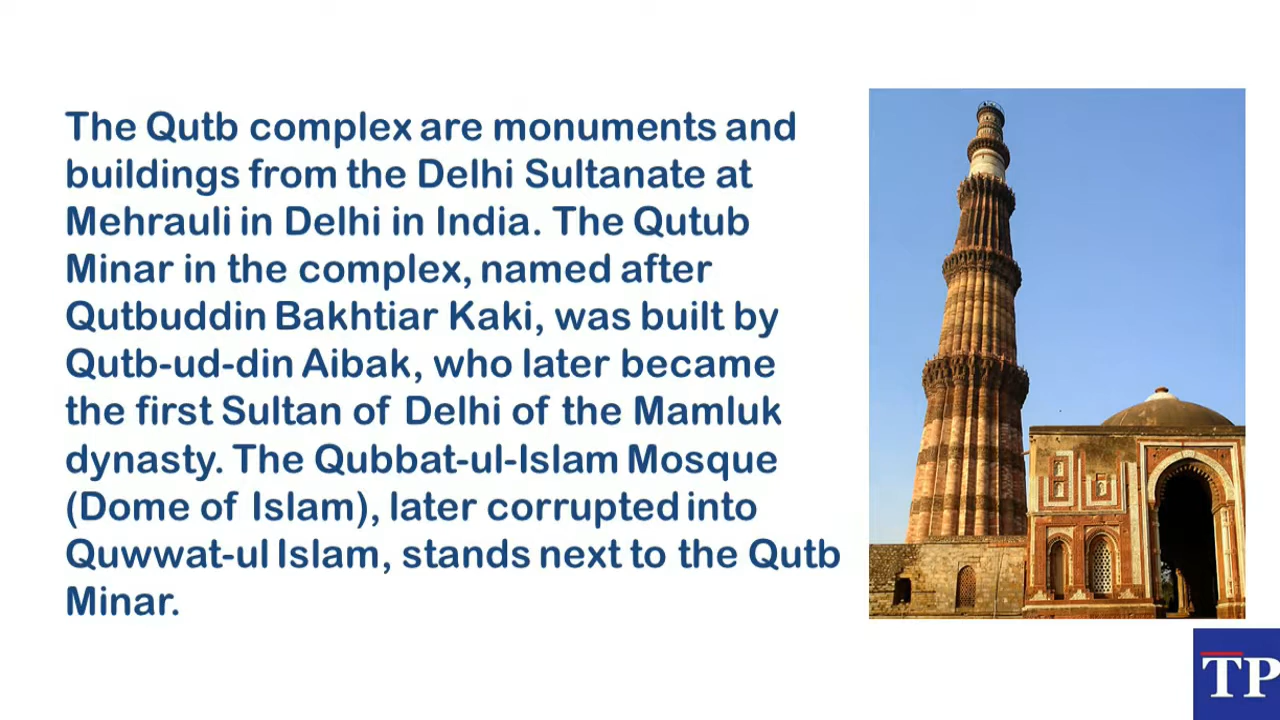 The Qutb complex are monuments and
buildings from the Delhi Sultanate at
Mehrauli in Delhi in India. The Qutub
Minar in the complex, named after
Qutbuddin Bakhtiar Kaki, was built by
Qutb-ud-din Aibak, who later became
the first Sultan of Delhi of the Mamluk
dynasty. The Qubbat-ul-Islam Mosque
(Dome of Islam), later corrupted into
Quwwat-ul Islam, stands next to the Qutb
Minar.
TP